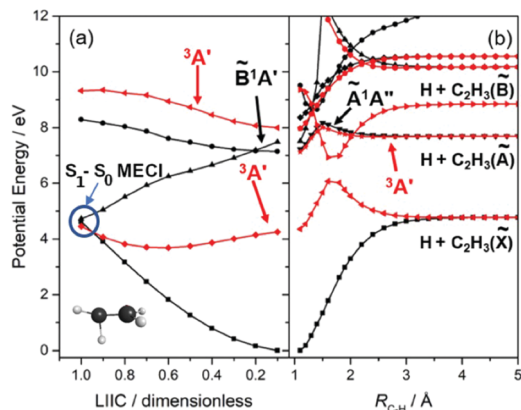 (a)
(b)
³A'
B̃¹A'
Ã¹A''
H + C₂H₃(B̃)
S₁- S₀ MECI
³A'
H + C₂H₃(Ã)
³A'
H + C₂H₃(X̃)
Potential Energy / eV
12
10
8
6
4
2
0
1.0 0.8 0.6 0.4 0.2
1 2 3 4 5
LIIC / dimensionless
R_C-H / Å